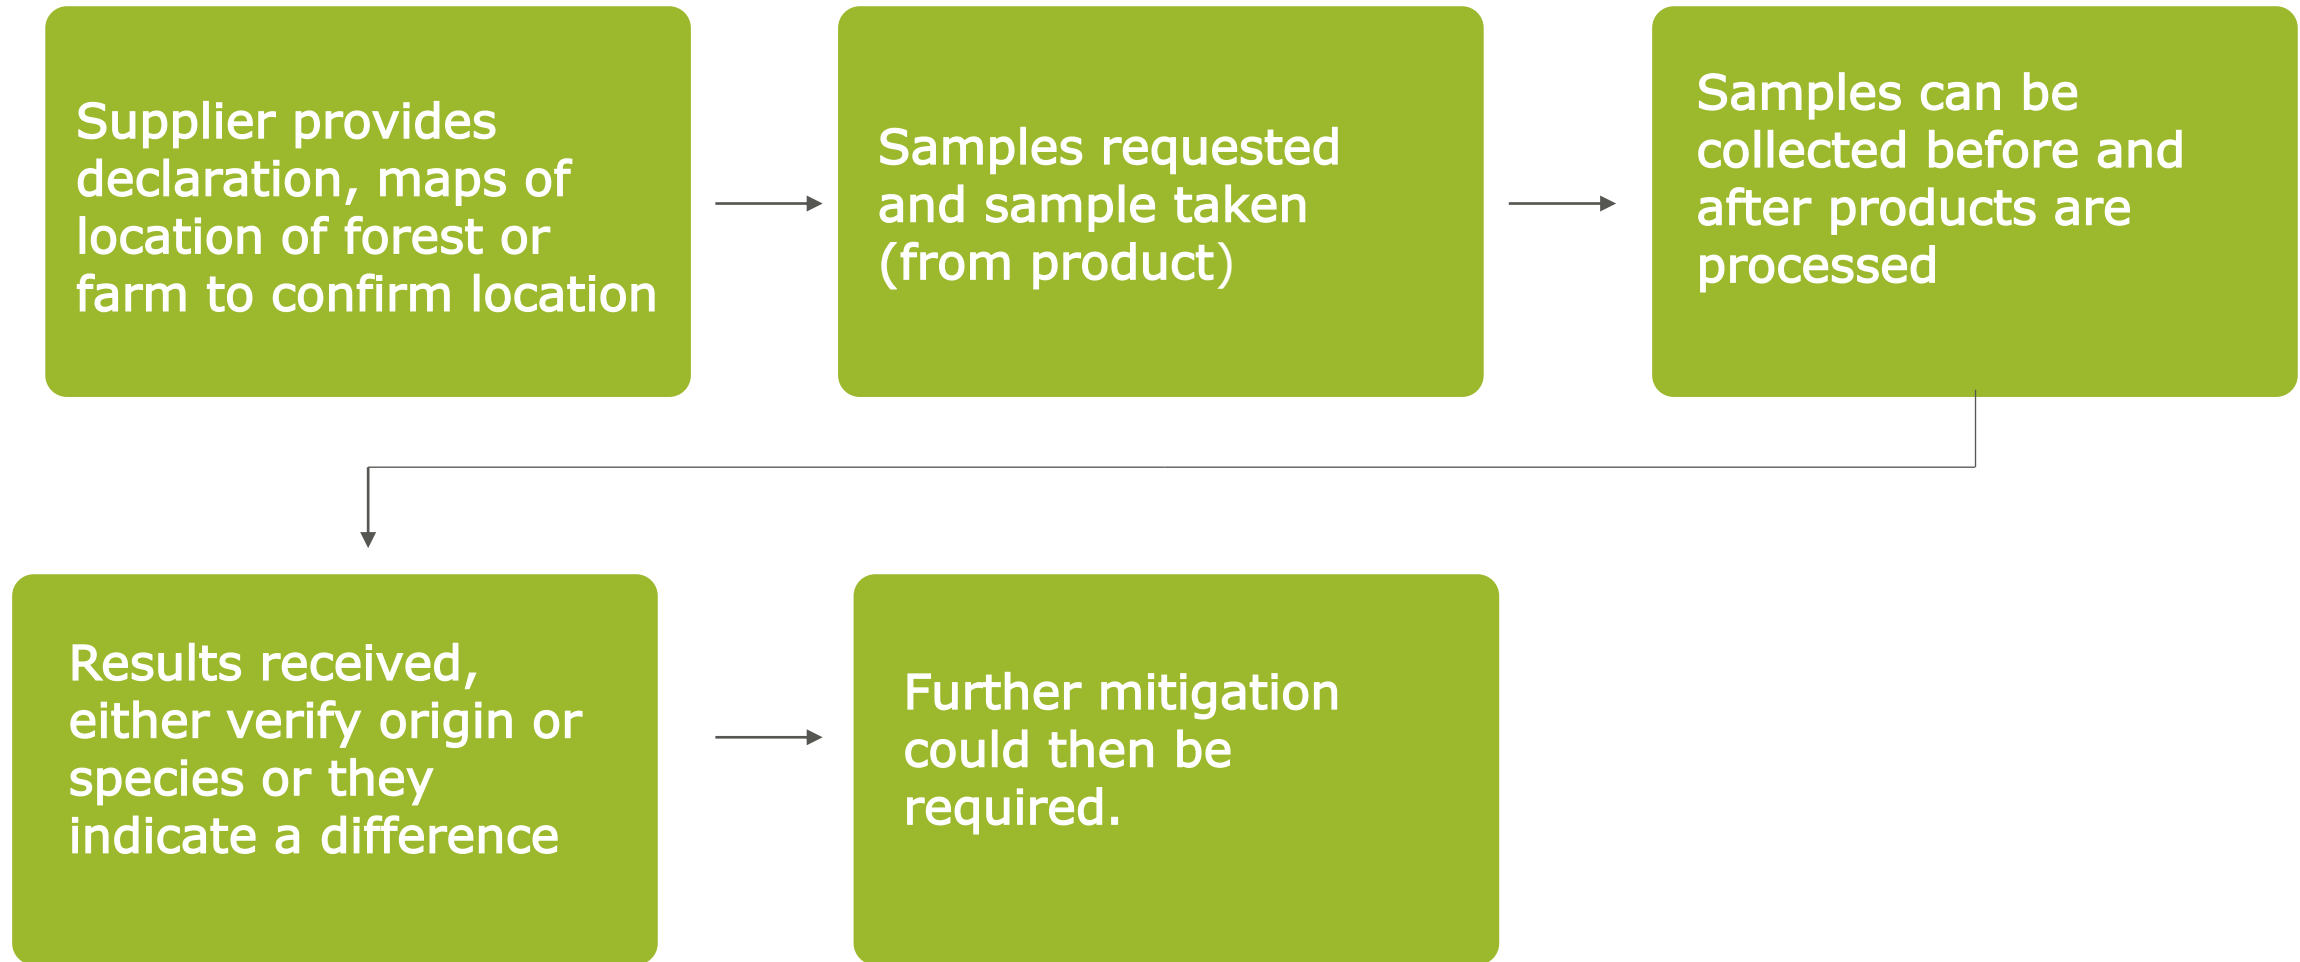 Supplier provides
declaration, maps of
location of forest or
farm to confirm location
Samples requested
and sample taken
(from product)
Samples can be
collected before and
after products are
processed
Results received,
either verify origin or
species or they
indicate a difference
Further mitigation
could then be
required.